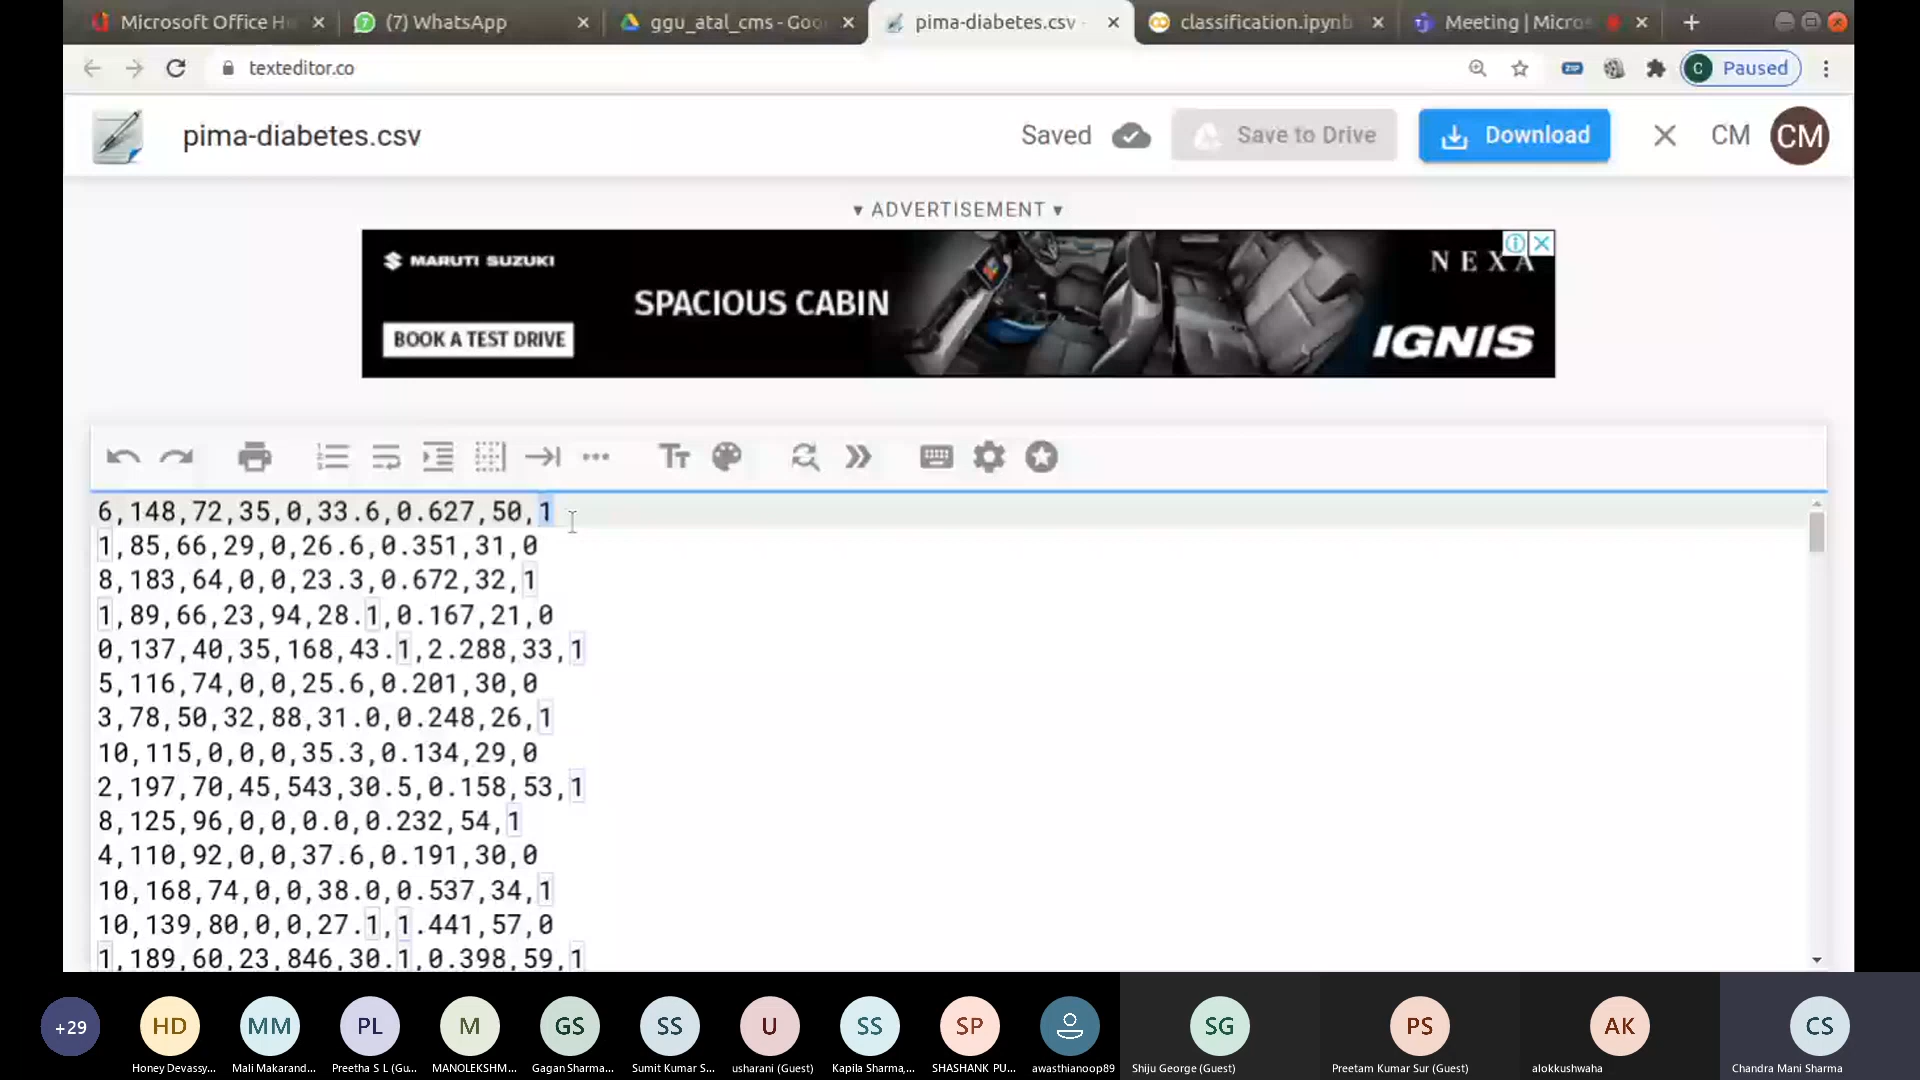 Microsoft Office H
(7) WhatsApp
ggu_atal_cms - Goo
pima-diabetes.csv -
classification.ipynb
Meeting | Micros
texteditor.co
ZIP
C
Paused
pima-diabetes.csv
Saved
Save to Drive
Download
CM
CM
▾ ADVERTISEMENT ▾
MARUTI SUZUKI
SPACIOUS CABIN
BOOK A TEST DRIVE
NEXA
IGNIS
6,148,72,35,0,33.6,0.627,50,1
1,85,66,29,0,26.6,0.351,31,0
8,183,64,0,0,23.3,0.672,32,1
1,89,66,23,94,28.1,0.167,21,0
0,137,40,35,168,43.1,2.288,33,1
5,116,74,0,0,25.6,0.201,30,0
3,78,50,32,88,31.0,0.248,26,1
10,115,0,0,0,35.3,0.134,29,0
2,197,70,45,543,30.5,0.158,53,1
8,125,96,0,0,0.0,0.232,54,1
4,110,92,0,0,37.6,0.191,30,0
10,168,74,0,0,38.0,0.537,34,1
10,139,80,0,0,27.1,1.441,57,0
1,189,60,23,846,30.1,0.398,59,1
+29
HD
MM
PL
M
GS
SS
U
SS
SP
SG
PS
AK
CS
Honey Devassy...
Mali Makarand...
Preetha S L (Gu...
MANOLEKSHM...
Gagan Sharma...
Sumit Kumar S...
usharani (Guest)
Kapila Sharma,...
SHASHANK PU...
awasthianoop89
Shiju George (Guest)
Preetam Kumar Sur (Guest)
alokkushwaha
Chandra Mani Sharma